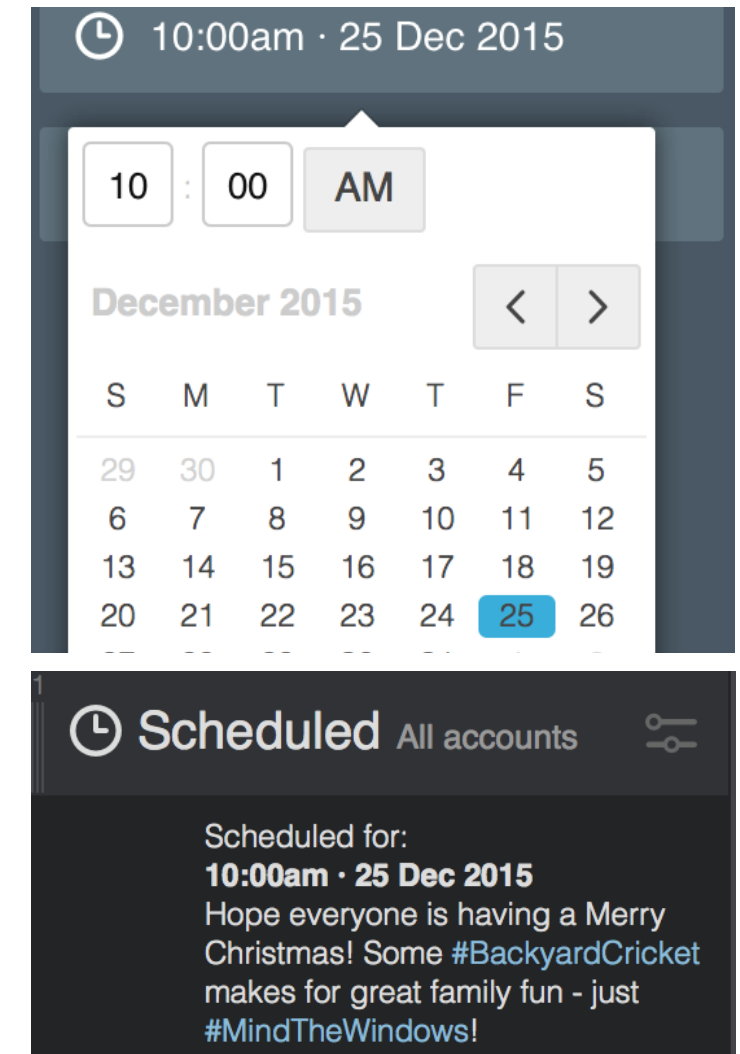 10:00am · 25 Dec 2015
10 : 00 AM
December 2015
S M T W T F S
29 30 1 2 3 4 5
6 7 8 9 10 11 12
13 14 15 16 17 18 19
20 21 22 23 24 25 26
1
Scheduled All accounts
Scheduled for:
10:00am · 25 Dec 2015
Hope everyone is having a Merry
Christmas! Some #BackyardCricket
makes for great family fun - just
#MindTheWindows!